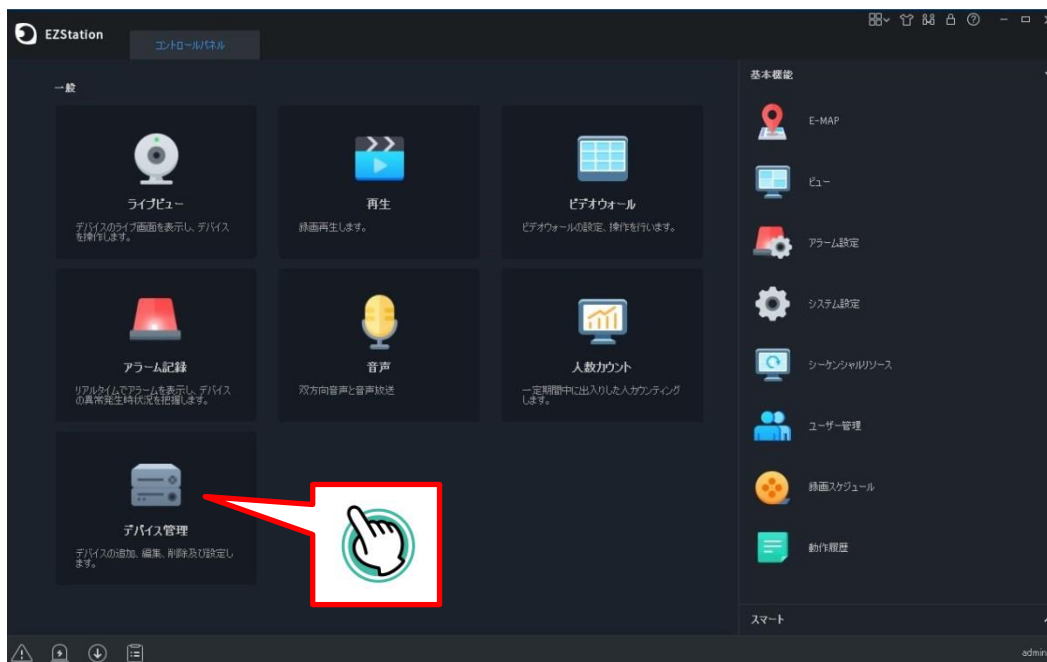 EZStation
コントロールパネル
一般
ライブビュー
デバイスのライブ画面を表示し、デバイス
を操作します。
再生
録画再生します。
ビデオウォール
ビデオウォールの設定、操作を行います。
アラーム記録
リアルタイムでアラームを表示し、デバイス
の異常発生時状況を把握します。
音声
双方向音声と音声放送
人数カウント
一定期間中に出入りした人カウンティング
します。
デバイス管理
デバイスの追加、編集、削除及び設定し
ます。
基本機能
E-MAP
ビュー
アラーム設定
システム設定
シーケンシャルリソース
ユーザー管理
録画スケジュール
動作履歴
スマート
admin